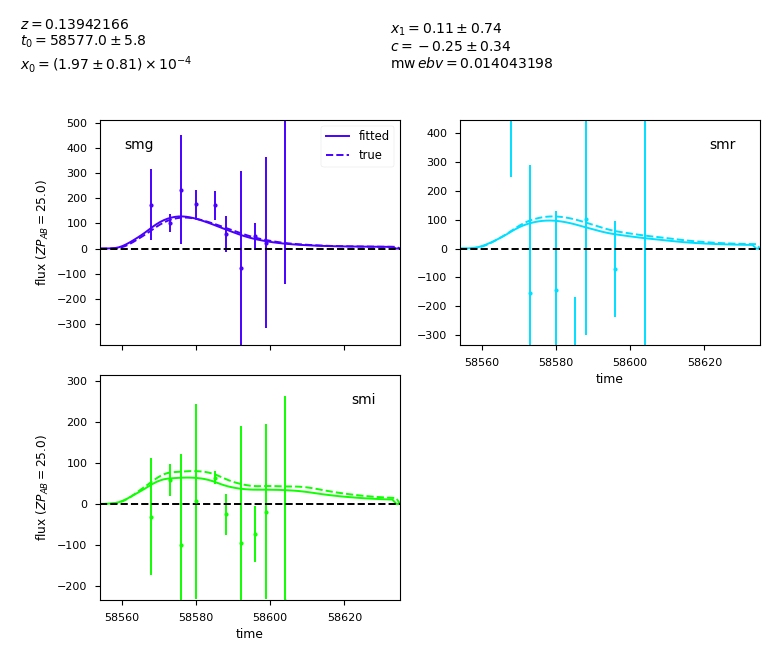 z = 0.13942166
t₀ = 58577.0 ± 5.8
x₀ = (1.97 ± 0.81) × 10⁻⁴
x₁ = 0.11 ± 0.74
c = −0.25 ± 0.34
mw ebv = 0.014043198
500
400
300
200
100
0
−100
−200
−300
flux (ZP_AB = 25.0)
smg
fitted
true
400
300
200
100
0
−100
−200
−300
smr
58560 58580 58600 58620
time
300
200
100
0
−100
−200
flux (ZP_AB = 25.0)
smi
58560 58580 58600 58620
time